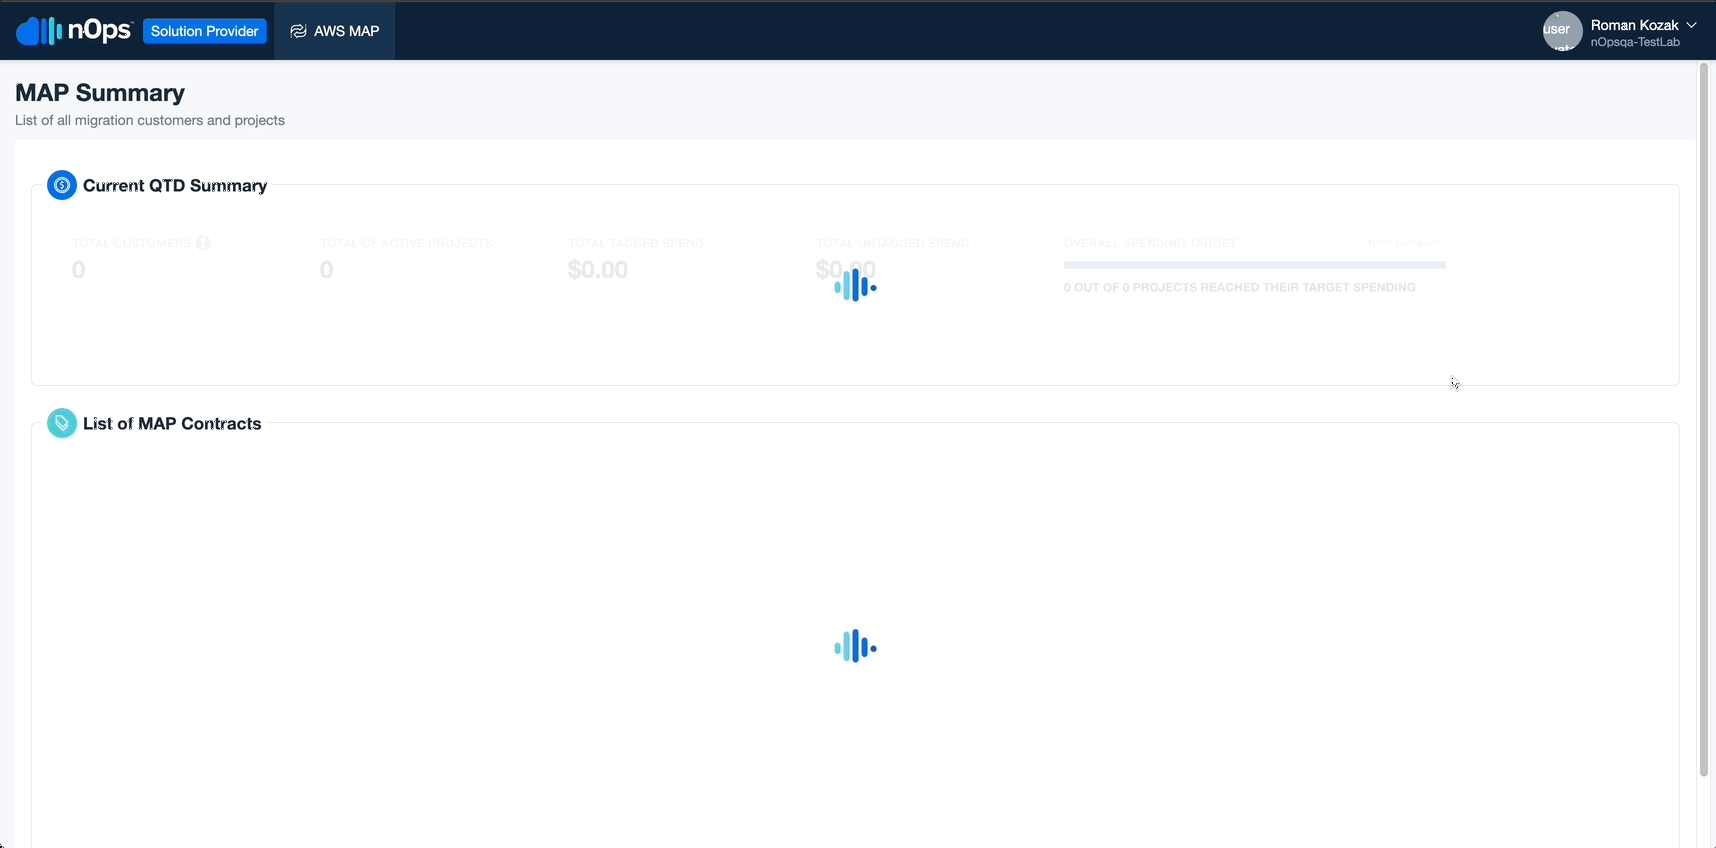 nOps™
Solution Provider
AWS MAP
user
Roman Kozak
nOpsqa-TestLab
MAP Summary
List of all migration customers and projects
Current QTD Summary
TOTAL CUSTOMERS
TOTAL OF ACTIVE PROJECTS
TOTAL TAGGED SPEND
TOTAL UNTAGGED SPEND
OVERALL SPENDING TARGET
100% Complete
0
0
$0.00
$0.00
0 OUT OF 0 PROJECTS REACHED THEIR TARGET SPENDING
List of MAP Contracts